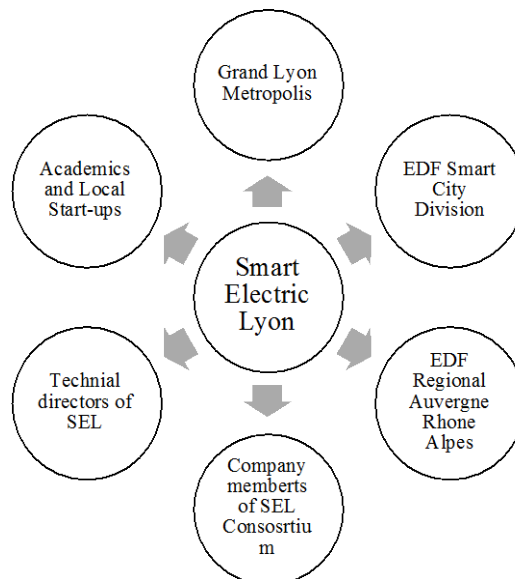 Grand Lyon
Metropolis
Academics
and Local
Start-ups
EDF Smart
City
Division
Smart
Electric
Lyon
Technial
directors of
SEL
EDF
Regional
Auvergne
Rhone
Alpes
Company
memberts
of SEL
Consosrtiu
m